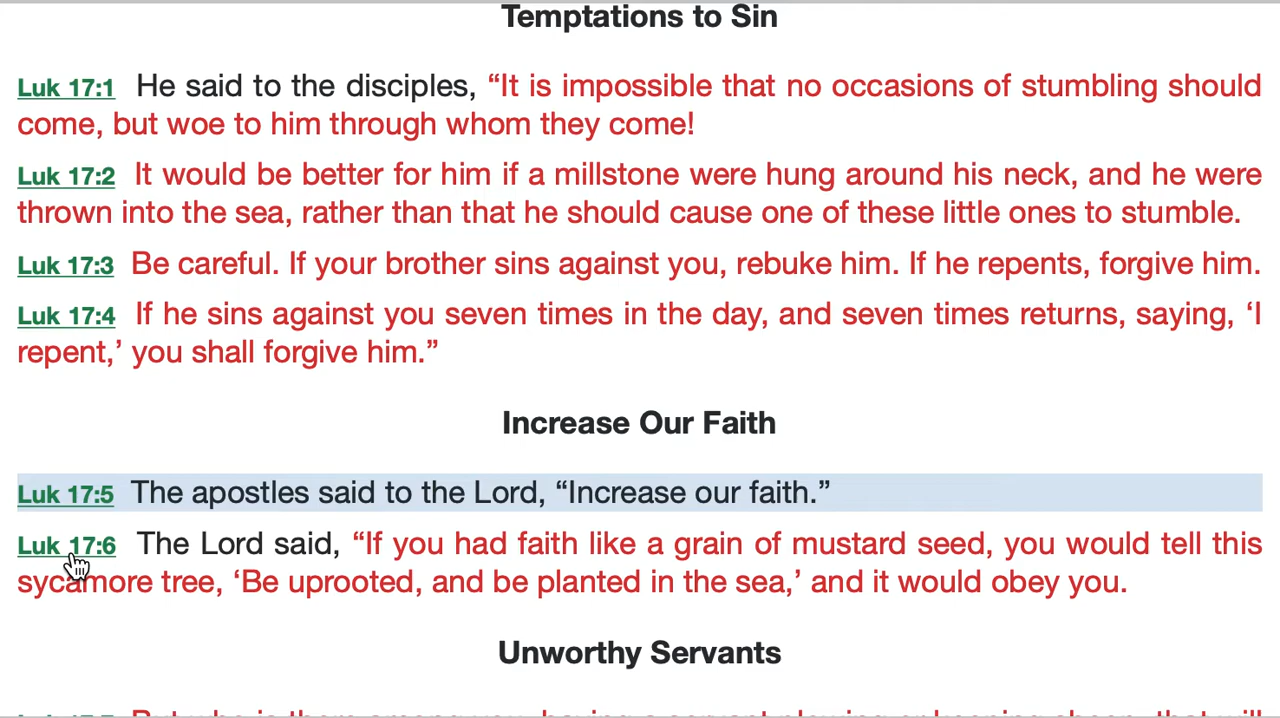 Temptations to Sin
Luk 17:1 He said to the disciples, “It is impossible that no occasions of stumbling should
come, but woe to him through whom they come!
Luk 17:2 It would be better for him if a millstone were hung around his neck, and he were
thrown into the sea, rather than that he should cause one of these little ones to stumble.
Luk 17:3 Be careful. If your brother sins against you, rebuke him. If he repents, forgive him.
Luk 17:4 If he sins against you seven times in the day, and seven times returns, saying, ‘I
repent,’ you shall forgive him.”
Increase Our Faith
Luk 17:5 The apostles said to the Lord, “Increase our faith.”
Luk 17:6 The Lord said, “If you had faith like a grain of mustard seed, you would tell this
sycamore tree, ‘Be uprooted, and be planted in the sea,’ and it would obey you.
Unworthy Servants